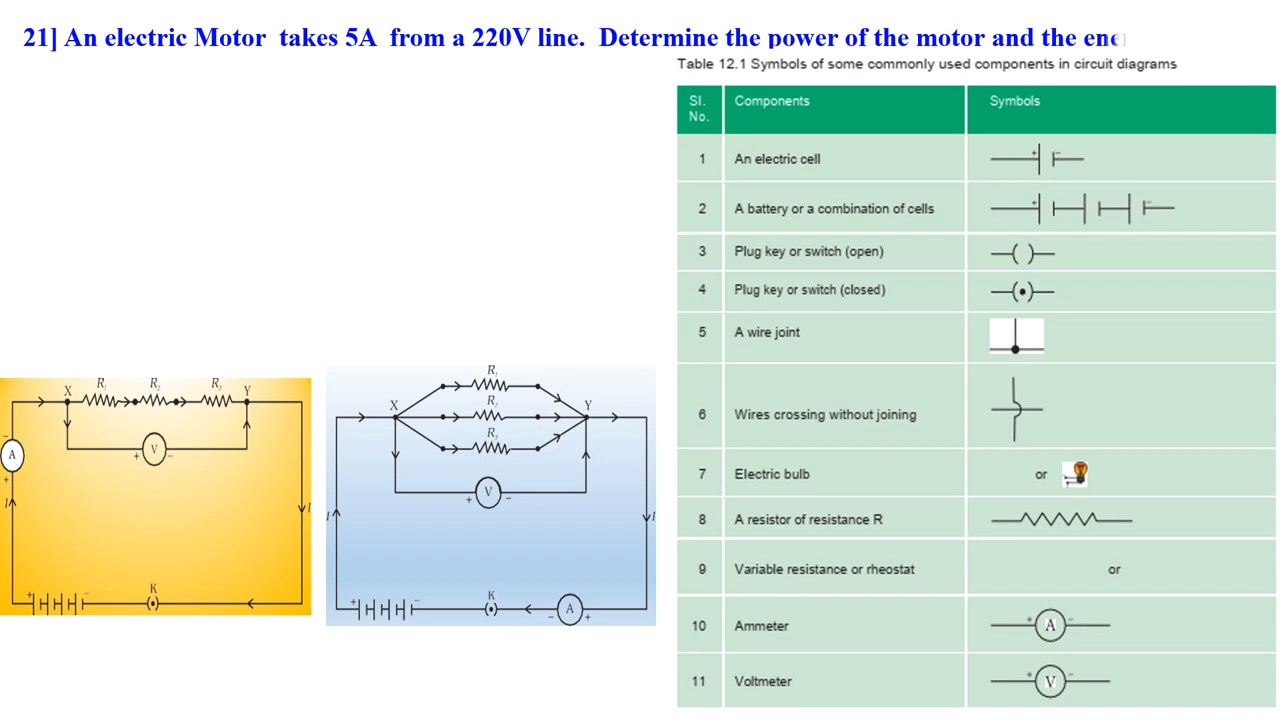 21] An electric Motor takes 5A from a 220V line. Determine the power of the motor and the
Table 12.1 Symbols of some commonly used components in circuit diagrams
Sl. No. Components Symbols
1 An electric cell + −
2 A battery or a combination of cells + −
3 Plug key or switch (open)
4 Plug key or switch (closed)
5 A wire joint
6 Wires crossing without joining
7 Electric bulb or
8 A resistor of resistance R
9 Variable resistance or rheostat or
10 Ammeter + A −
11 Voltmeter + V −
X R₁ R₂ R₃ Y
+ V −
− A +
I I
+ − K
R₁
X R₂ Y
R₃
+ V −
I I
+ − K − A +